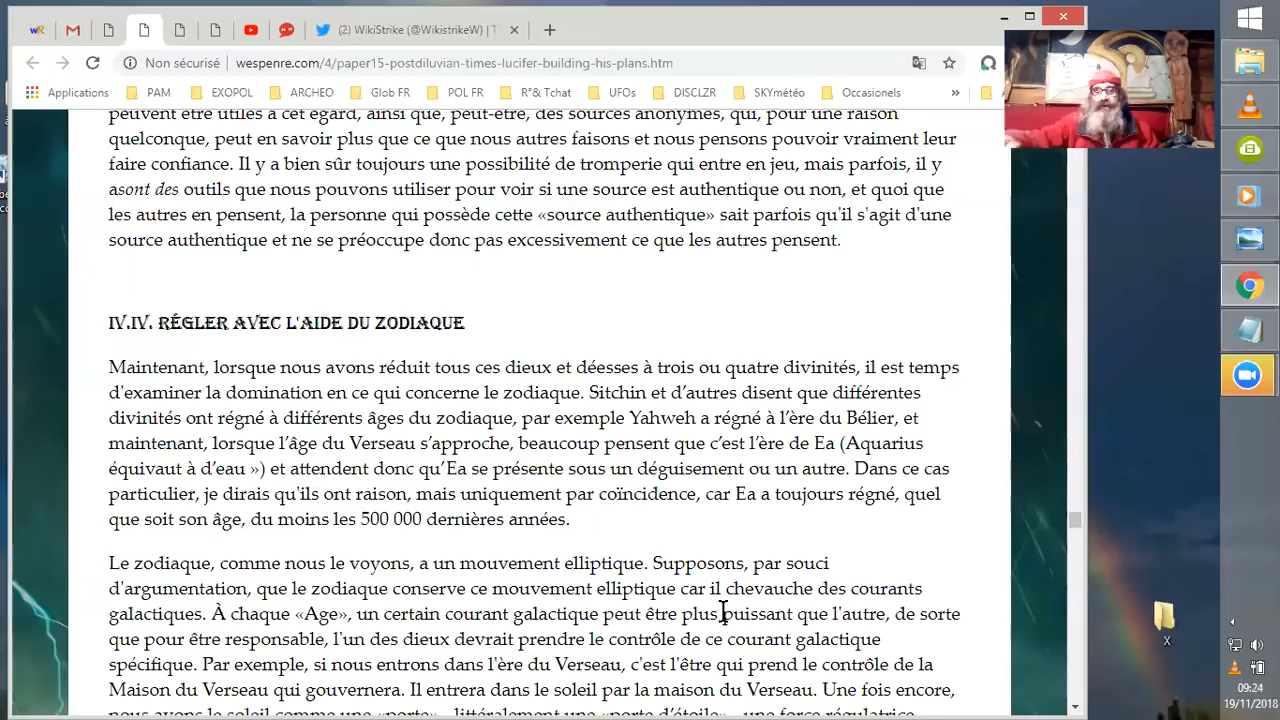 (2) WikiStrike (@WikistrikeW) | T
Non sécurisé | wespenre.com/4/paper15-postdiluvian-times-lucifer-building-his-plans.htm
Applications PAM EXOPOL ARCHEO POL.FR POPTchat UFO2 DISCLZR SKYmétéo Occasionels »
peuvent être utiles à cet égard, ainsi que, peut-être, des sources anonymes, qui, pour une raison
quelconque, peut en savoir plus que ce que nous autres faisons et nous pensons pouvoir vraiment leur
faire confiance. Il y a bien sûr toujours une possibilité de tromperie qui entre en jeu, mais parfois, il y
asont des outils que nous pouvons utiliser pour voir si une source est authentique ou non, et quoi que
les autres en pensent, la personne qui possède cette «source authentique» sait parfois qu'il s'agit d'une
source authentique et ne se préoccupe donc pas excessivement ce que les autres pensent.
IV.IV. RÉGLER AVEC L'AIDE DU ZODIAQUE
Maintenant, lorsque nous avons réduit tous ces dieux et déesses à trois ou quatre divinités, il est temps
d'examiner la domination en ce qui concerne le zodiaque. Sitchin et d’autres disent que différentes
divinités ont régné à différents âges du zodiaque, par exemple Yahweh a régné à l’ère du Bélier, et
maintenant, lorsque l’âge du Verseau s’approche, beaucoup pensent que c’est l’ère de Ea (Aquarius
équivaut à d’eau ») et attendent donc qu’Ea se présente sous un déguisement ou un autre. Dans ce cas
particulier, je dirais qu'ils ont raison, mais uniquement par coïncidence, car Ea a toujours régné, quel
que soit son âge, du moins les 500 000 dernières années.
Le zodiaque, comme nous le voyons, a un mouvement elliptique. Supposons, par souci
d'argumentation, que le zodiaque conserve ce mouvement elliptique car il chevauche des courants
galactiques. À chaque «Age», un certain courant galactique peut être plus puissant que l'autre, de sorte
que pour être responsable, l'un des dieux devrait prendre le contrôle de ce courant galactique
spécifique. Par exemple, si nous entrons dans l'ère du Verseau, c'est l'être qui prend le contrôle de la
Maison du Verseau qui gouvernera. Il entrera dans le soleil par la maison du Verseau. Une fois encore,
X
09:24
19/11/2018